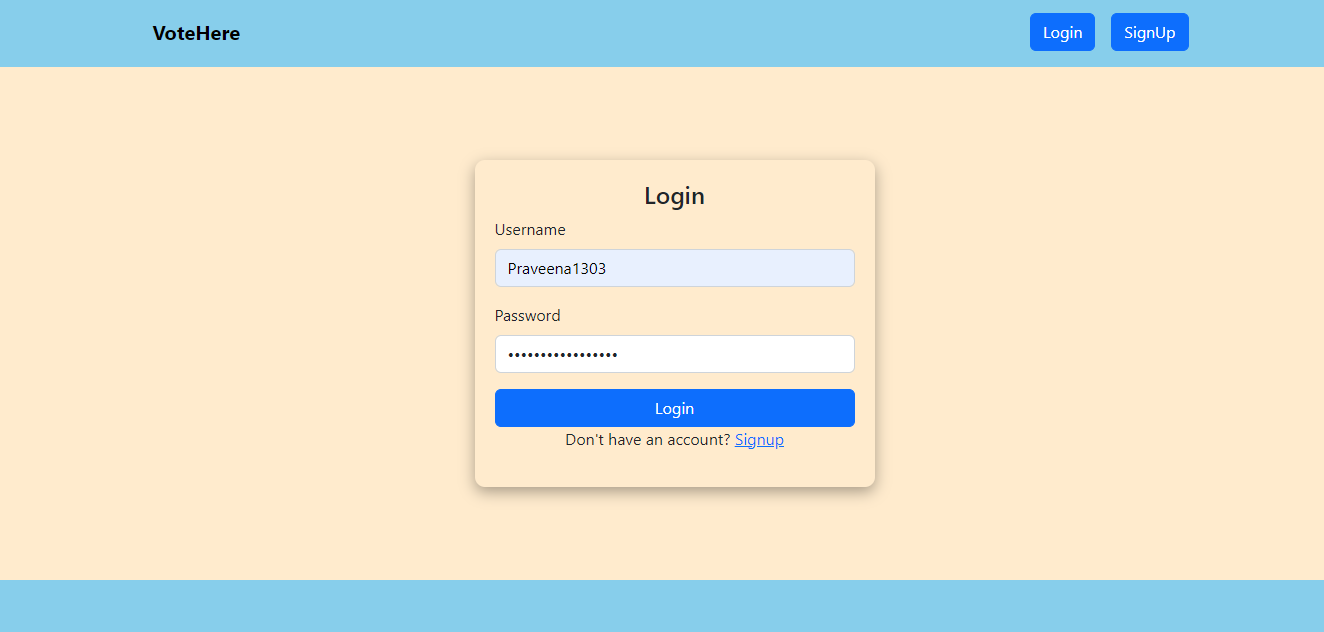 VoteHere
Login
SignUp
Login
Username
Praveena1303
Password
•••••••••••••••••
Login
Don't have an account? Signup